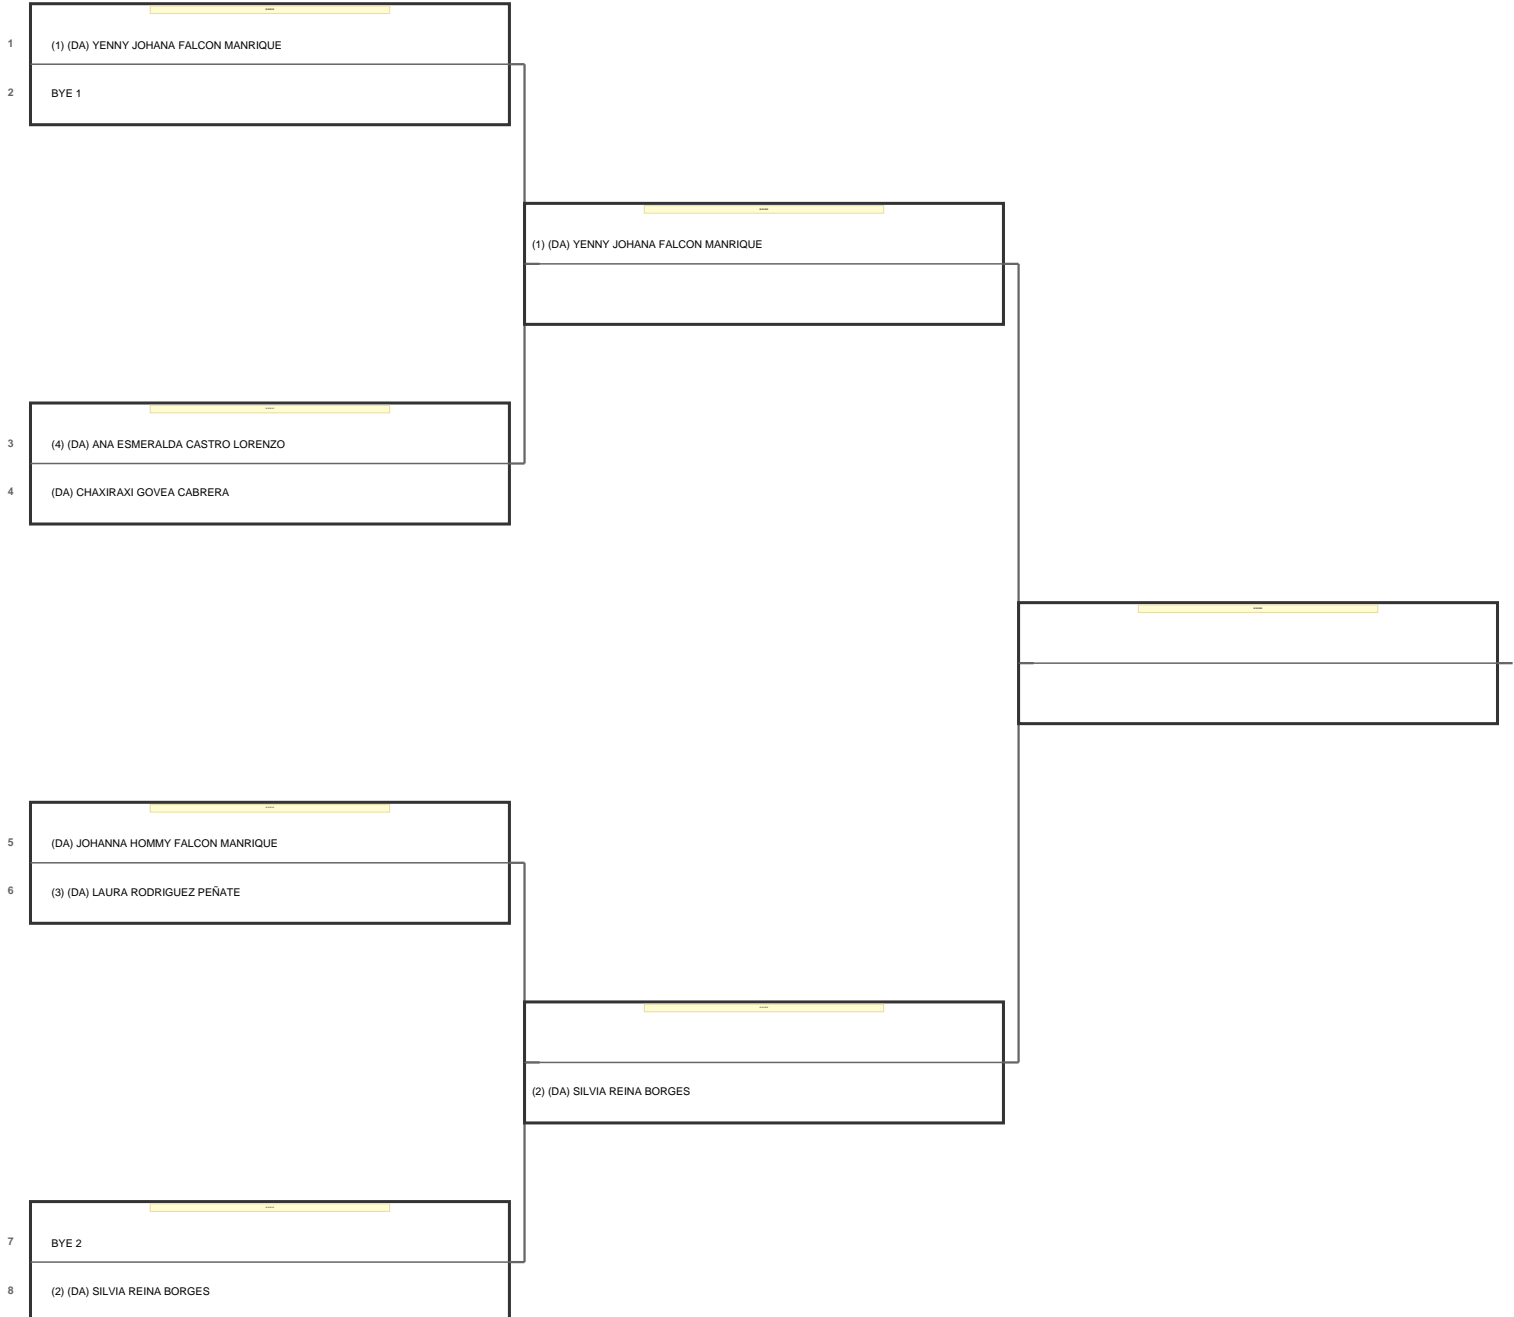 1 (1) (DA) YENNY JOHANA FALCON MANRIQUE
2 BYE 1
(1) (DA) YENNY JOHANA FALCON MANRIQUE
3 (4) (DA) ANA ESMERALDA CASTRO LORENZO
4 (DA) CHAXIRAXI GOVEA CABRERA
5 (DA) JOHANNA HOMMY FALCON MANRIQUE
6 (3) (DA) LAURA RODRIGUEZ PEÑATE
(2) (DA) SILVIA REINA BORGES
7 BYE 2
8 (2) (DA) SILVIA REINA BORGES